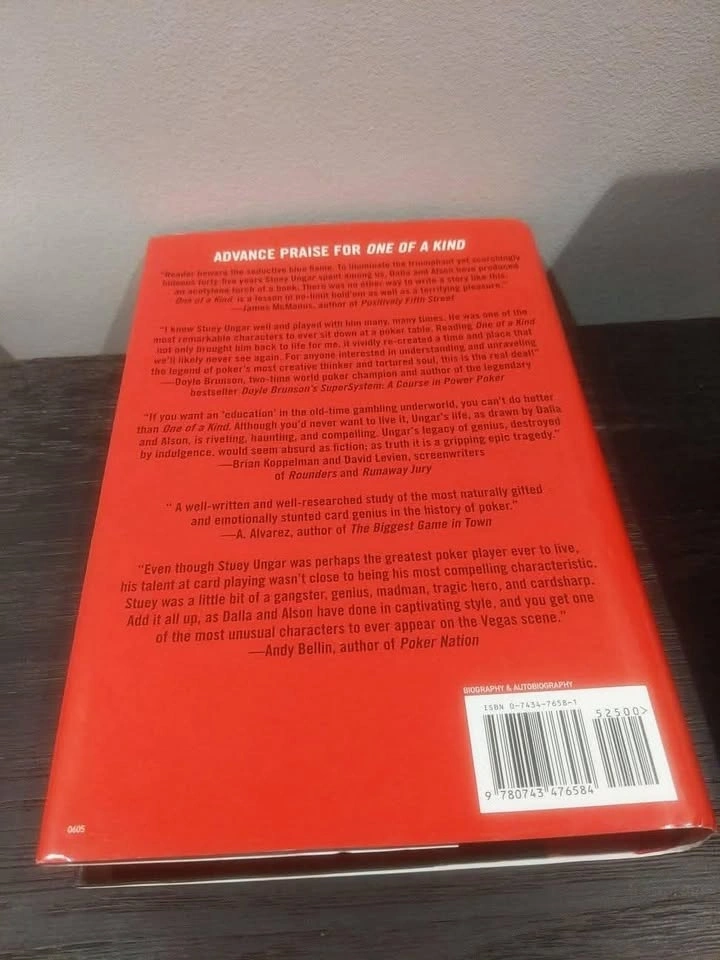 ADVANCE PRAISE FOR ONE OF A KIND
"Reader beware the seductive blue flame. To illuminate the triumphant yet scorchingly
hideous forty-five years Stuey Ungar spent among us, Dalla and Alson have produced
an acetylene torch of a book. There was no other way to write a story like this.
One of a Kind is a lesson in no-limit hold'em as well as a terrifying pleasure."
—James McManus, author of Positively Fifth Street
"I knew Stuey Ungar well and played with him many, many times. He was one of the
most remarkable characters to ever sit down at a poker table. Reading One of a Kind
not only brought him back to life for me, it vividly re-created a time and place that
we'll likely never see again. For anyone interested in understanding and unraveling
the legend of poker's most creative thinker and tortured soul, this is the real deal!"
—Doyle Brunson, two-time world poker champion and author of the legendary
bestseller Doyle Brunson's SuperSystem: A Course in Power Poker
"If you want an 'education' in the old-time gambling underworld, you can't do better
than One of a Kind. Although you'd never want to live it, Ungar's life, as drawn by Dalla
and Alson, is riveling, haunting, and compelling. Ungar's legacy of genius, destroyed
by indulgence, would seem absurd as fiction; as truth it is a gripping epic tragedy."
—Brian Koppelman and David Levien, screenwriters
of Rounders and Runaway Jury
" A well-written and well-researched study of the most naturally gifted
and emotionally stunted card genius in the history of poker."
—A. Alvarez, author of The Biggest Game in Town
"Even though Stuey Ungar was perhaps the greatest poker player ever to live,
his talent at card playing wasn't close to being his most compelling characteristic.
Stuey was a little bit of a gangster, genius, madman, tragic hero, and cardsharp.
Add it all up, as Dalla and Alson have done in captivating style, and you get one
of the most unusual characters to ever appear on the Vegas scene."
—Andy Bellin, author of Poker Nation
BIOGRAPHY & AUTOBIOGRAPHY
ISBN 0-7434-7658-1
52500>
9 780743 476584
0605